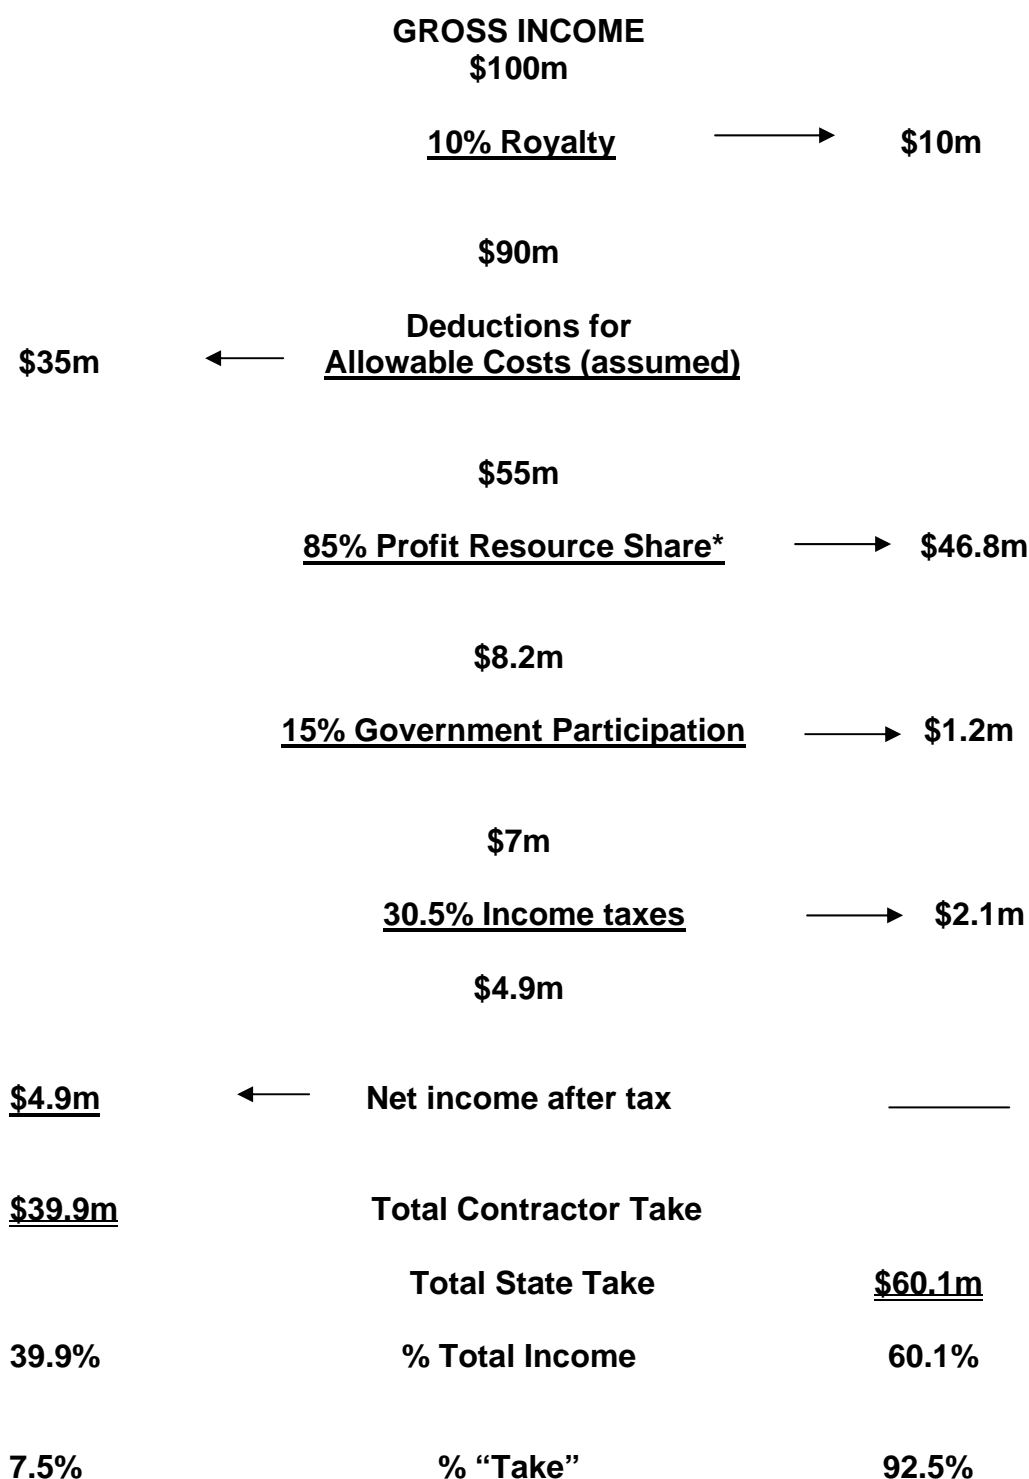 GROSS INCOME
$100m
10% Royalty $10m
$90m
Deductions for
$35m Allowable Costs (assumed)
$55m
85% Profit Resource Share* $46.8m
$8.2m
15% Government Participation $1.2m
$7m
30.5% Income taxes $2.1m
$4.9m
$4.9m Net income after tax
$39.9m Total Contractor Take
Total State Take $60.1m
39.9% % Total Income 60.1%
7.5% % “Take” 92.5%